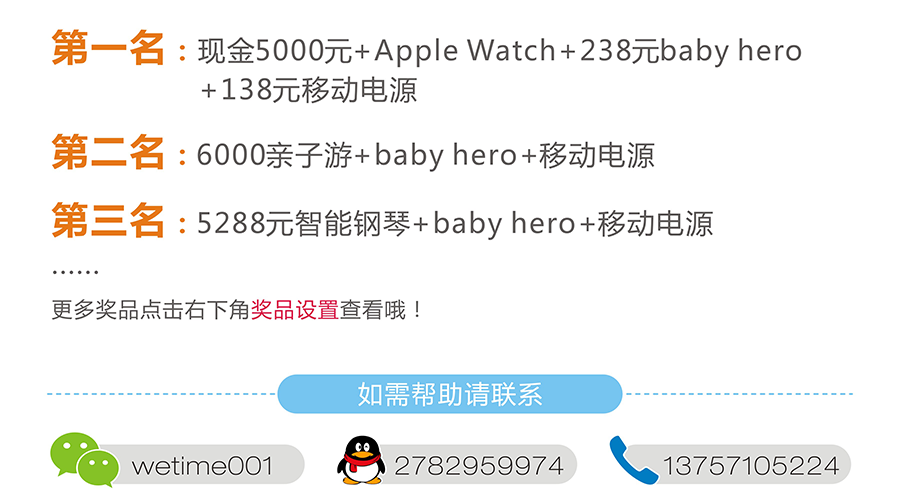 第一名：现金5000元+Apple Watch+238元baby hero
+138元移动电源
第二名：6000亲子游+baby hero+移动电源
第三名：5288元智能钢琴+baby hero+移动电源
······
更多奖品点击右下角奖品设置查看哦！
如需帮助请联系
wetime001
2782959974
13757105224